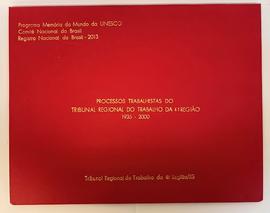 Programa Memória do Mundo da UNESCO
Comitê Nacional do Brasil
Registro Nacional do Brasil - 2013
PROCESSOS TRABALHISTAS DO
TRIBUNAL REGIONAL DO TRABALHO DA 4ª REGIÃO
1935 - 2000
Tribunal Regional do Trabalho da 4ª Região/RS